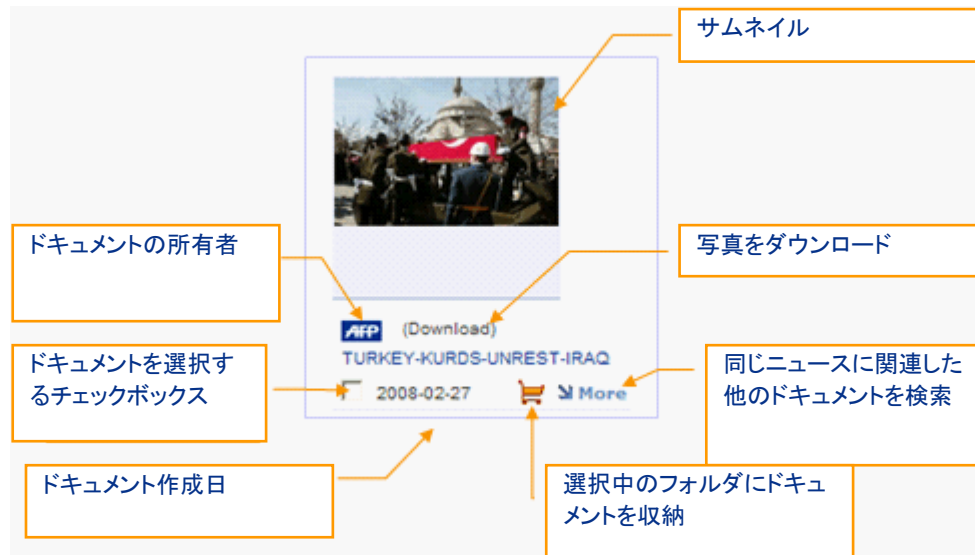 サムネイル
ドキュメントの所有者
写真をダウンロード
AFP (Download)
TURKEY-KURDS-UNREST-IRAQ
ドキュメントを選択す
るチェックボックス
2008-02-27 More
同じニュースに関連した
他のドキュメントを検索
ドキュメント作成日
選択中のフォルダにドキュ
メントを収納